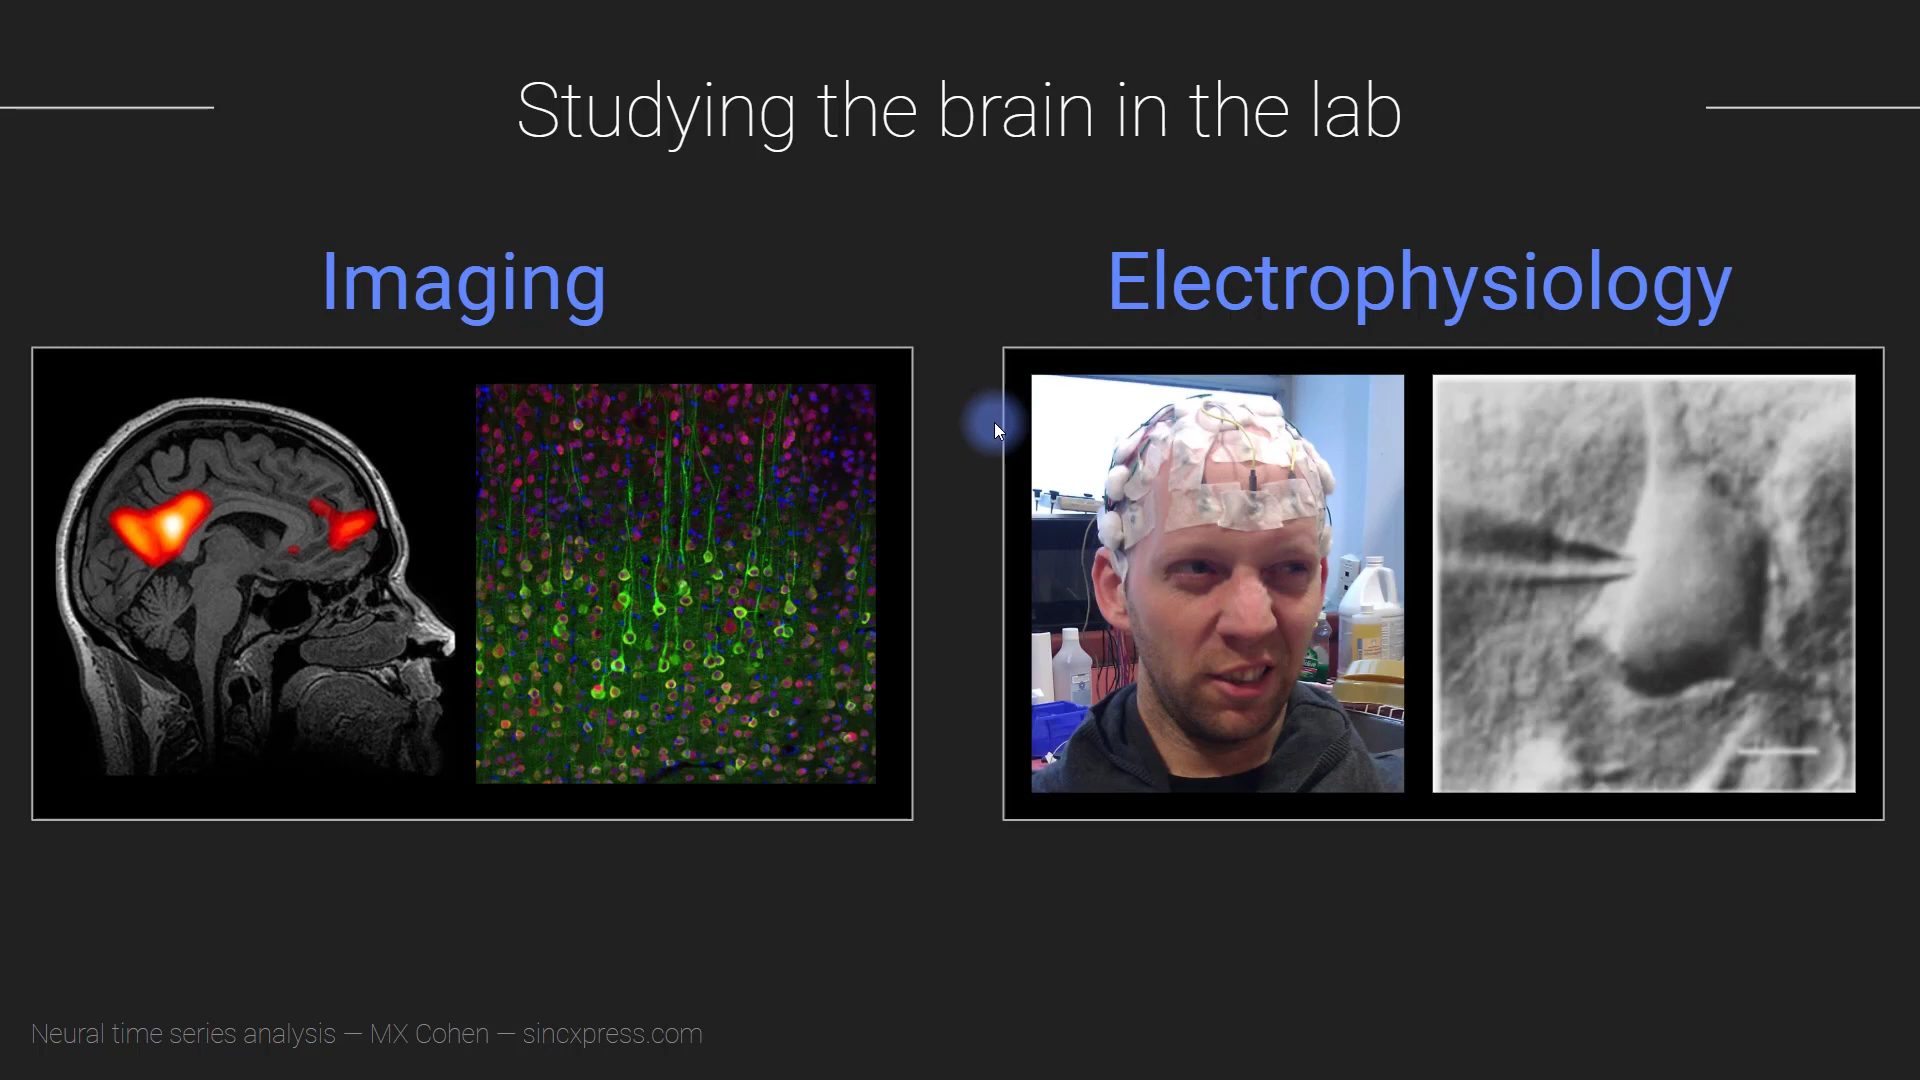 Studying the brain in the lab
Imaging
Electrophysiology
Neural time series analysis — MX Cohen — sincxpress.com